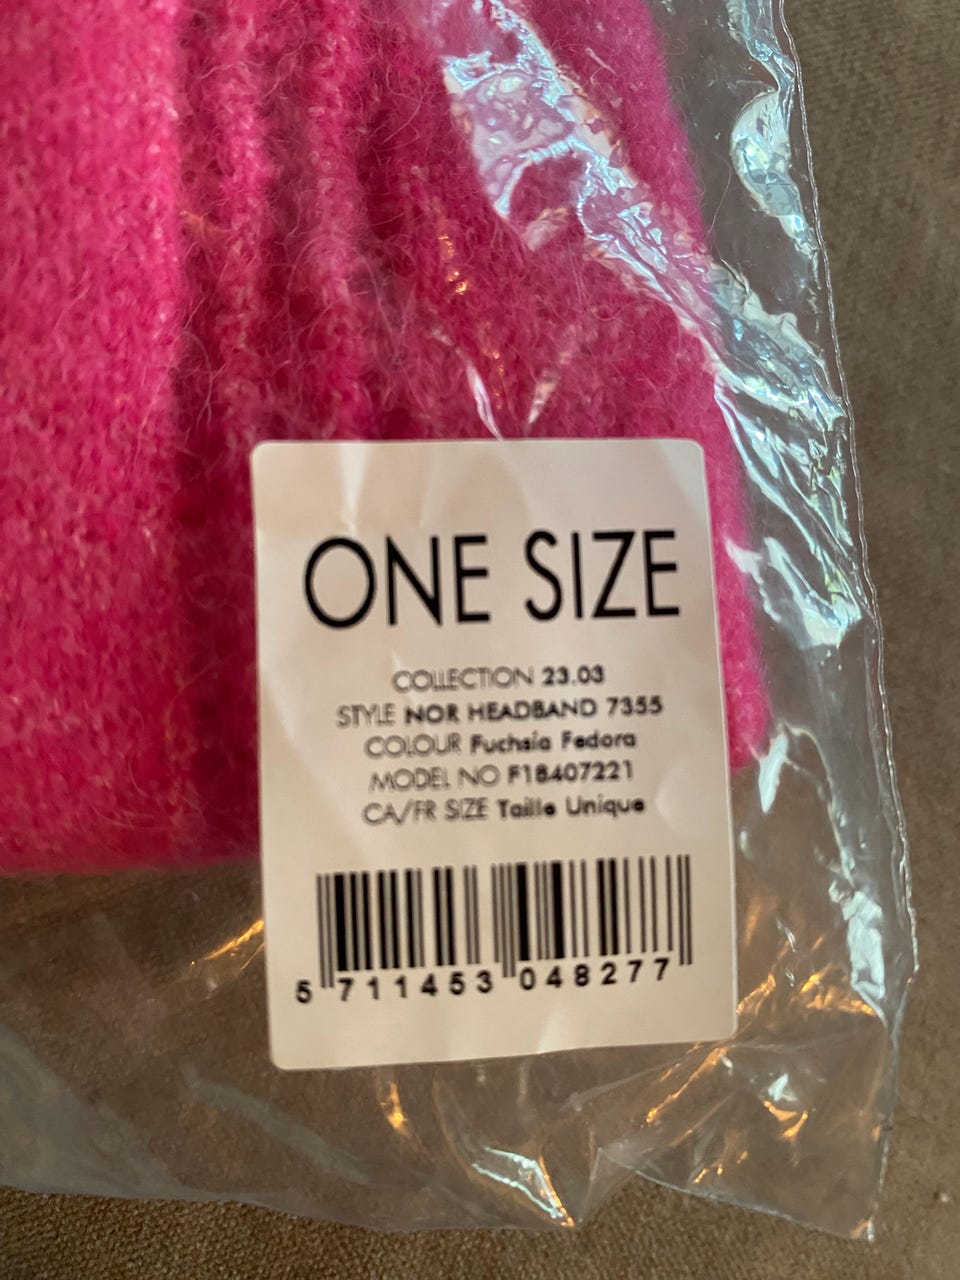 ONE SIZE
COLLECTION 23.03
STYLE NOR HEADBAND 7355
COLOUR Fuchsia Fedora
MODEL NO F18407221
CA/FR SIZE Taille Unique
5 711453 048277